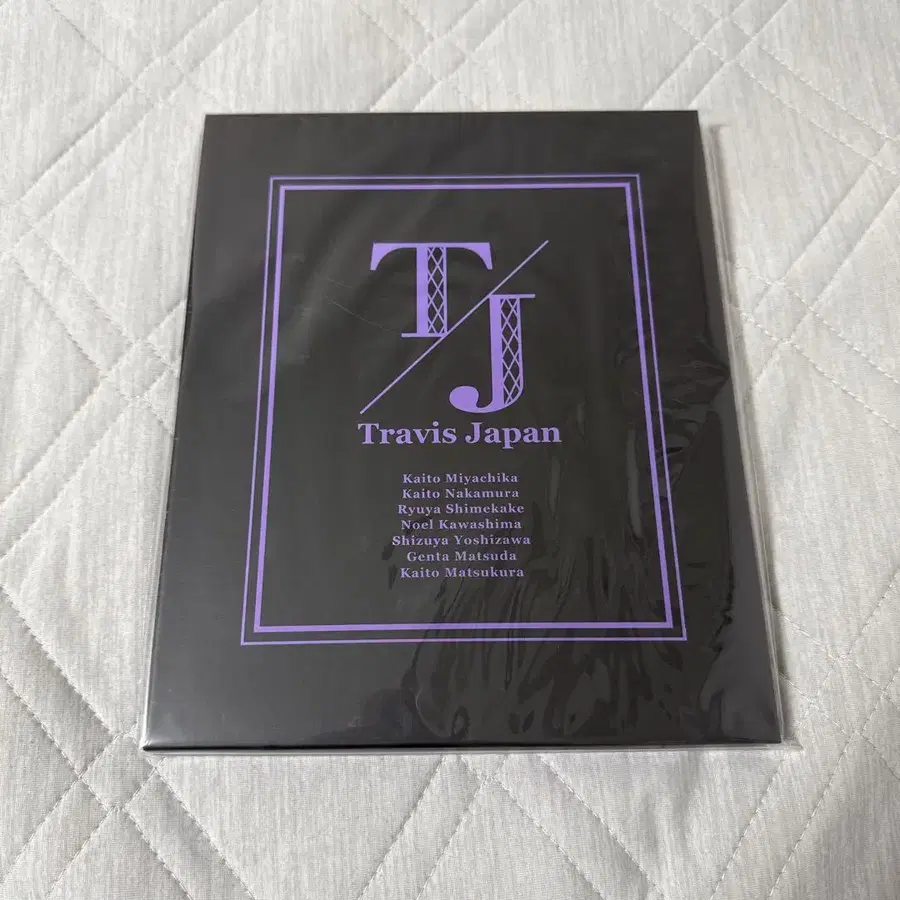 T/J
Travis Japan
Kaito Miyachika
Kaito Nakamura
Ryuya Shimekake
Noel Kawashima
Shizuya Yoshizawa
Genta Matsuda
Kaito Matsukura